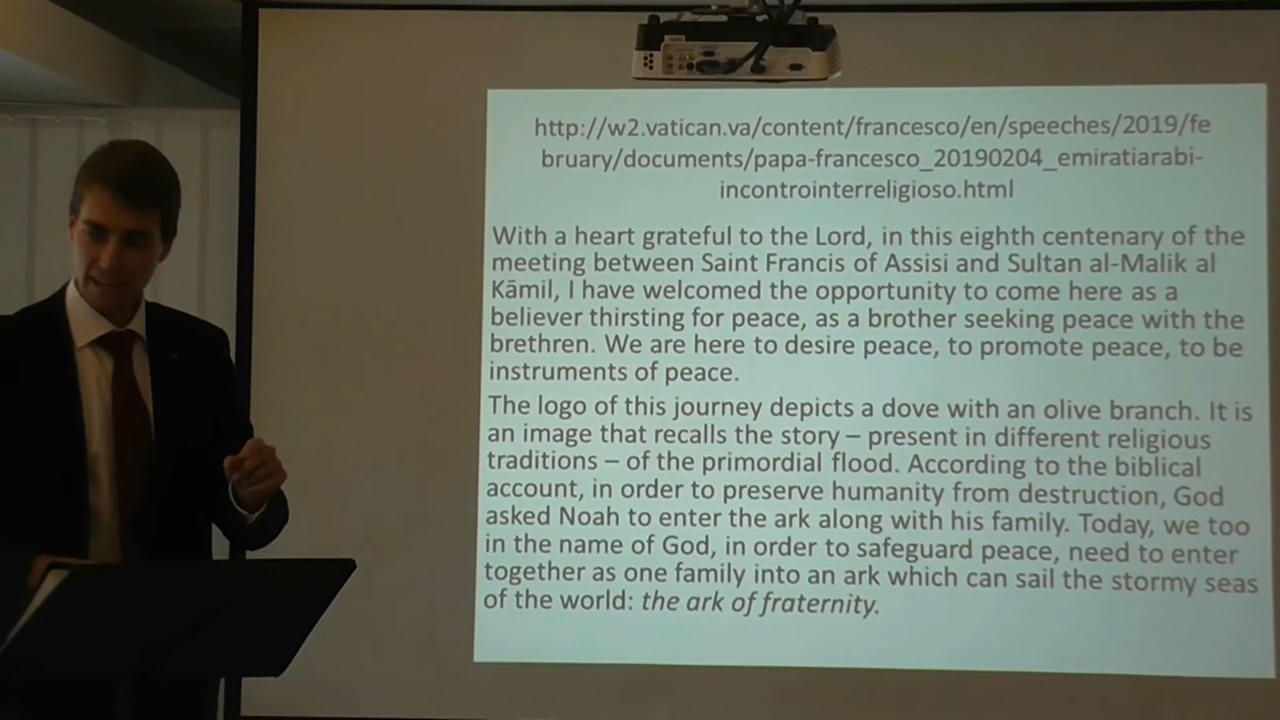 http://w2.vatican.va/content/francesco/en/speeches/2019/fe
bruary/documents/papa-francesco_20190204_emiratiarabi-
incontrointerreligioso.html
With a heart grateful to the Lord, in this eighth centenary of the
meeting between Saint Francis of Assisi and Sultan al-Malik al
Kāmil, I have welcomed the opportunity to come here as a
believer thirsting for peace, as a brother seeking peace with the
brethren. We are here to desire peace, to promote peace, to be
instruments of peace.
The logo of this journey depicts a dove with an olive branch. It is
an image that recalls the story – present in different religious
traditions – of the primordial flood. According to the biblical
account, in order to preserve humanity from destruction, God
asked Noah to enter the ark along with his family. Today, we too
in the name of God, in order to safeguard peace, need to enter
together as one family into an ark which can sail the stormy seas
of the world: the ark of fraternity.